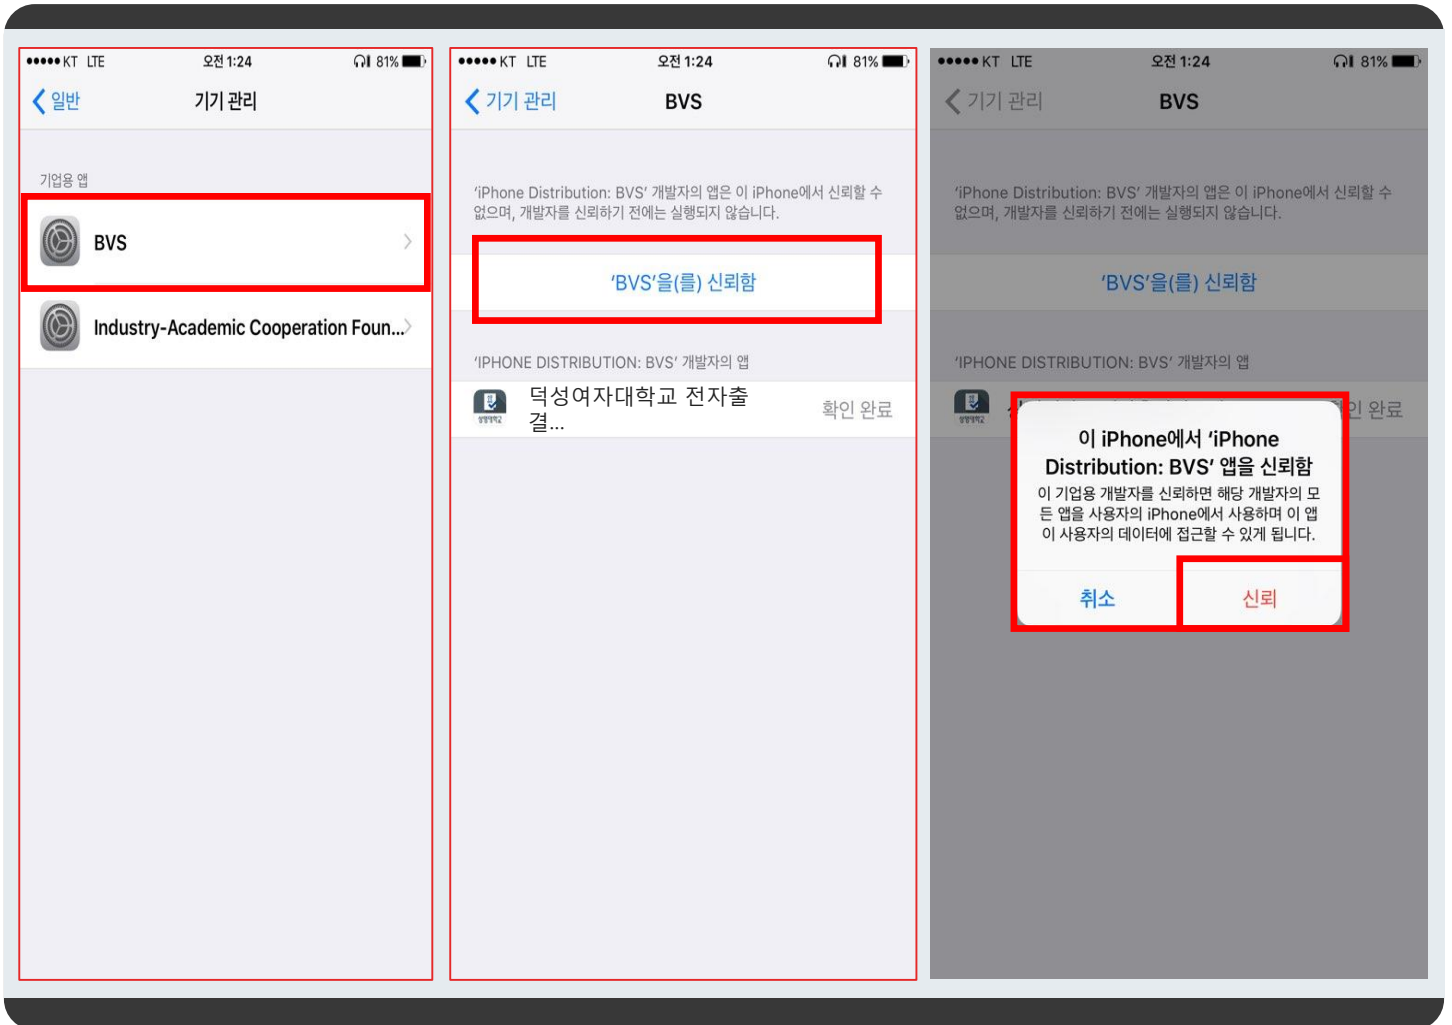 KT LTE 오전 1:24 81%
일반 기기 관리
기업용 앱
BVS
Industry-Academic Cooperation Foun...
KT LTE 오전 1:24 81%
기기 관리 BVS
‘iPhone Distribution: BVS’ 개발자의 앱은 이 iPhone에서 신뢰할 수
없으며, 개발자를 신뢰하기 전에는 실행되지 않습니다.
‘BVS’을(를) 신뢰함
‘IPHONE DISTRIBUTION: BVS’ 개발자의 앱
덕성여자대학교 전자출
결...
확인 완료
상명대학교
KT LTE 오전 1:24 81%
기기 관리 BVS
‘iPhone Distribution: BVS’ 개발자의 앱은 이 iPhone에서 신뢰할 수
없으며, 개발자를 신뢰하기 전에는 실행되지 않습니다.
‘BVS’을(를) 신뢰함
‘IPHONE DISTRIBUTION: BVS’ 개발자의 앱
상명대학교
완료
이 iPhone에서 ‘iPhone
Distribution: BVS’ 앱을 신뢰함
이 기업용 개발자를 신뢰하면 해당 개발자의 모
든 앱을 사용자의 iPhone에서 사용하며 이 앱
이 사용자의 데이터에 접근할 수 있게 됩니다.
취소 신뢰